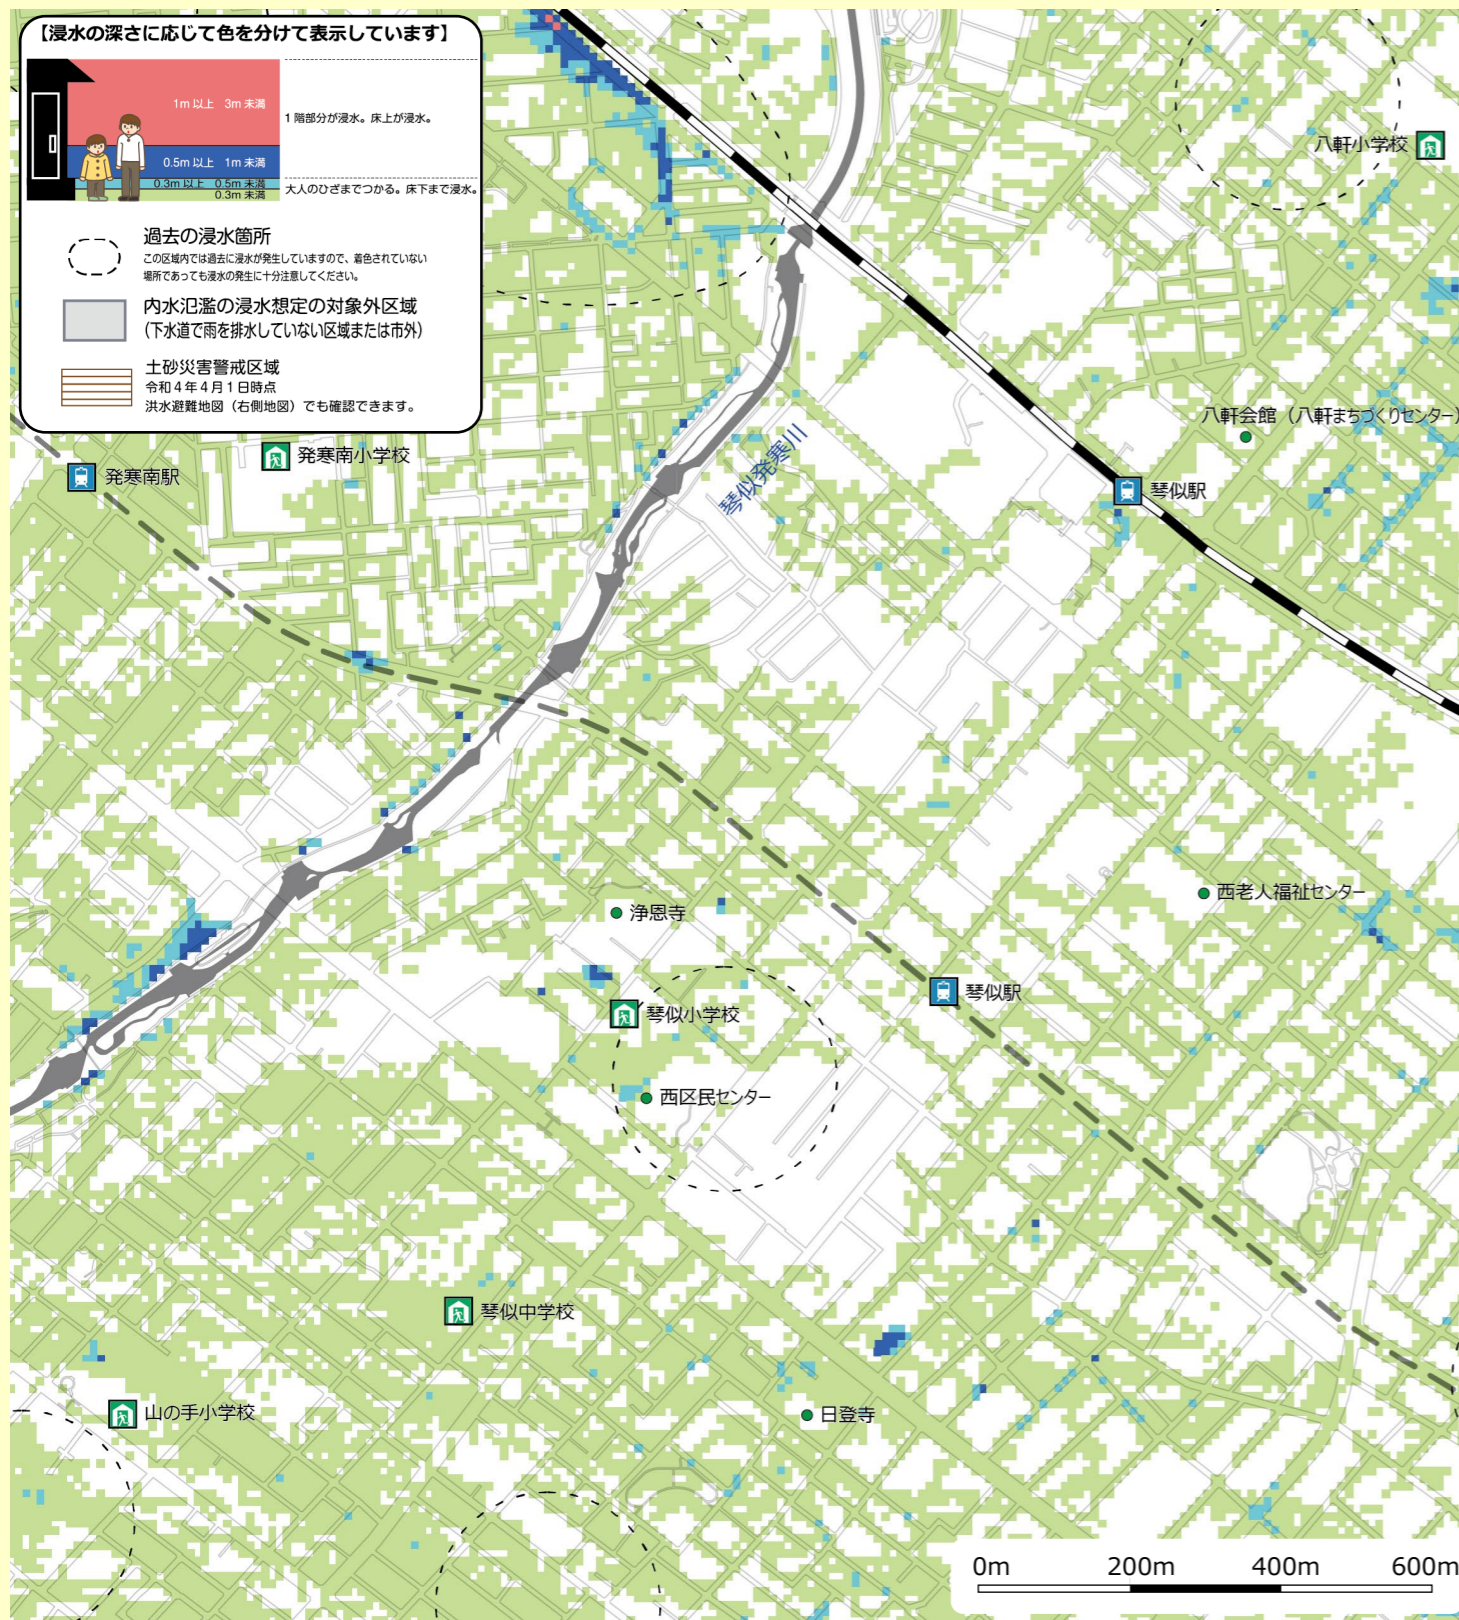 【浸水の深さに応じて色を分けて表示しています】
1m 以上 3m 未満
1 階部分が浸水。床上が浸水。
0.5m 以上 1m 未満
0.3m 以上 0.5m 未満
0.3m 未満
大人のひざまでつかる。床下まで浸水。
過去の浸水箇所
この区域内では過去に浸水が発生していますので、着色されていない
場所であっても浸水の発生に十分注意してください。
内水氾濫の浸水想定の対象外区域
(下水道で雨を排水していない区域または市外)
土砂災害警戒区域
令和4年4月1日時点
洪水避難地図（右側地図）でも確認できます。
八軒小学校
八軒会館（八軒まちづくりセンター）
発寒南小学校
発寒南駅
琴似発寒川
琴似駅
西老人福祉センター
浄恩寺
琴似駅
琴似小学校
西区民センター
琴似中学校
山の手小学校
日登寺
0m 200m 400m 600m